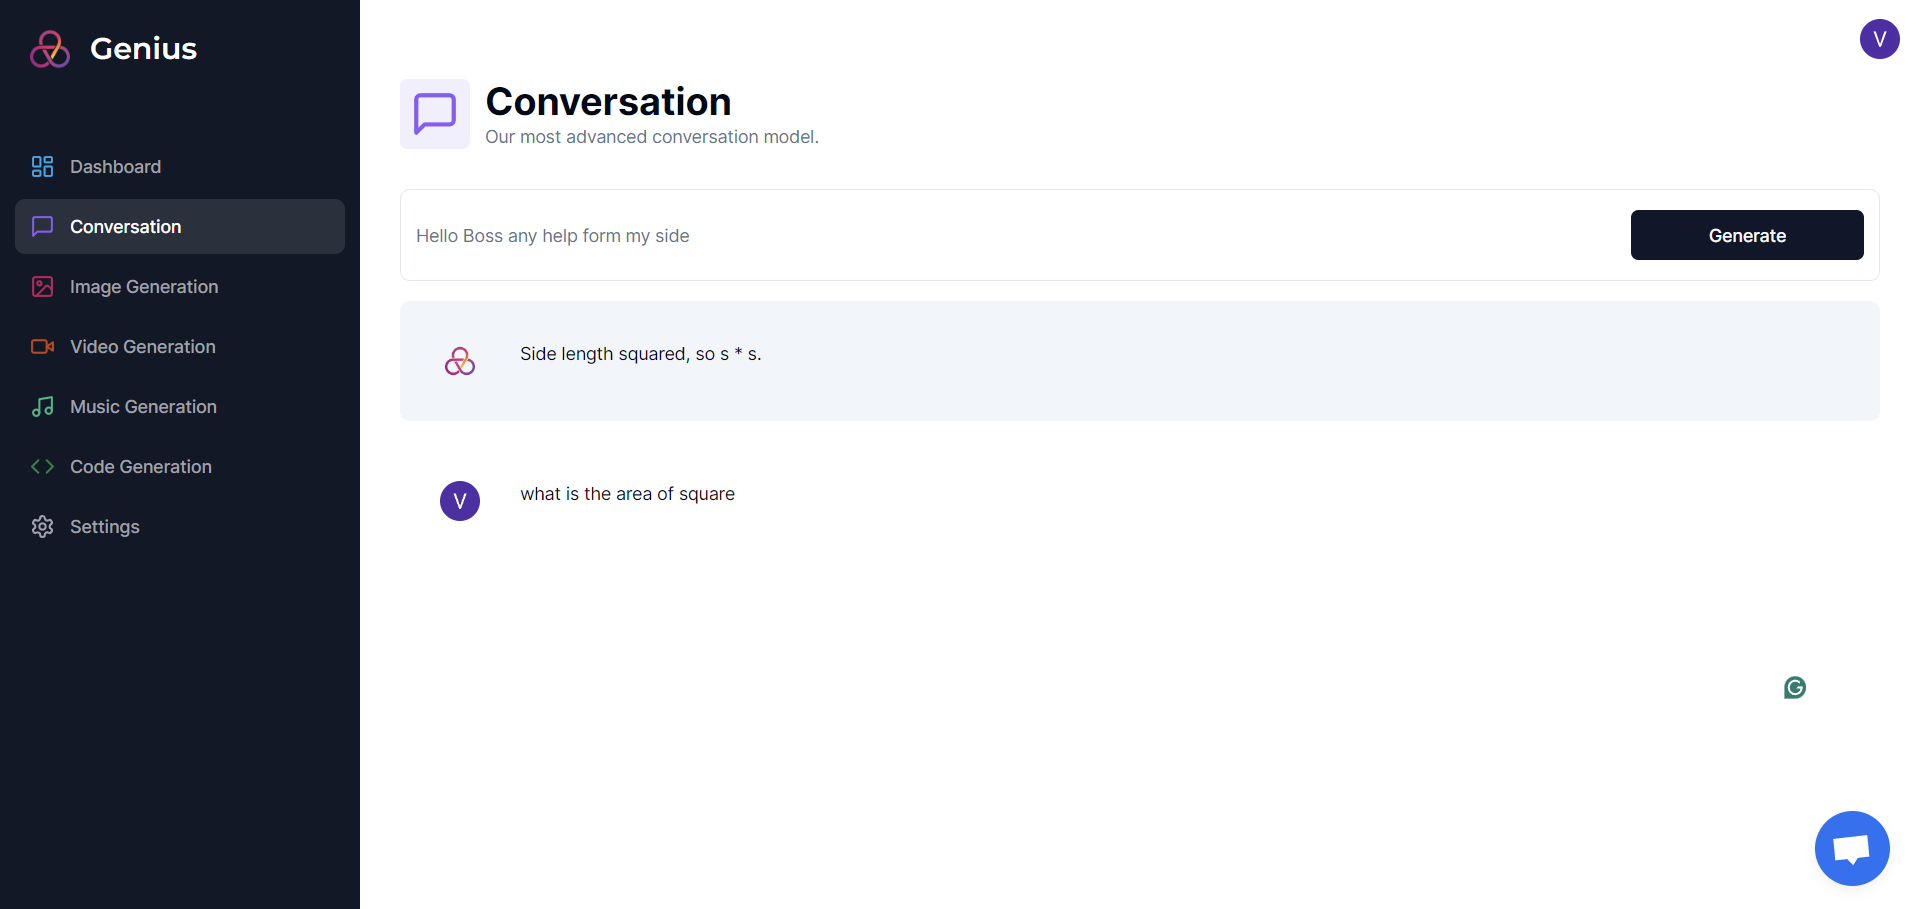 Genius
Dashboard
Conversation
Image Generation
Video Generation
Music Generation
Code Generation
Settings
V
Conversation
Our most advanced conversation model.
Hello Boss any help form my side
Generate
Side length squared, so s * s.
V
what is the area of square
G